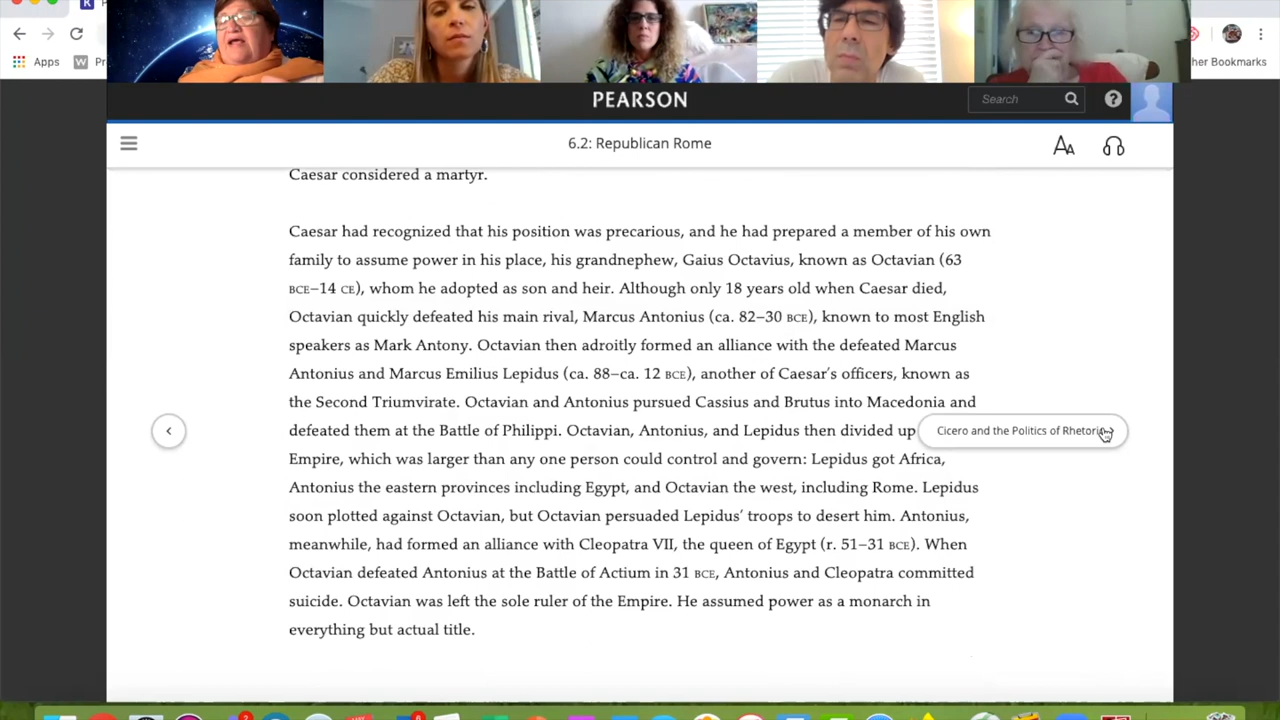 Apps
her Bookmarks
PEARSON
Search
6.2: Republican Rome
Caesar considered a martyr.
Caesar had recognized that his position was precarious, and he had prepared a member of his own
family to assume power in his place, his grandnephew, Gaius Octavius, known as Octavian (63
BCE–14 CE), whom he adopted as son and heir. Although only 18 years old when Caesar died,
Octavian quickly defeated his main rival, Marcus Antonius (ca. 82–30 BCE), known to most English
speakers as Mark Antony. Octavian then adroitly formed an alliance with the defeated Marcus
Antonius and Marcus Emilius Lepidus (ca. 88–ca. 12 BCE), another of Caesar's officers, known as
the Second Triumvirate. Octavian and Antonius pursued Cassius and Brutus into Macedonia and
defeated them at the Battle of Philippi. Octavian, Antonius, and Lepidus then divided up
Cicero and the Politics of Rhetoric
Empire, which was larger than any one person could control and govern: Lepidus got Africa,
Antonius the eastern provinces including Egypt, and Octavian the west, including Rome. Lepidus
soon plotted against Octavian, but Octavian persuaded Lepidus' troops to desert him. Antonius,
meanwhile, had formed an alliance with Cleopatra VII, the queen of Egypt (r. 51–31 BCE). When
Octavian defeated Antonius at the Battle of Actium in 31 BCE, Antonius and Cleopatra committed
suicide. Octavian was left the sole ruler of the Empire. He assumed power as a monarch in
everything but actual title.